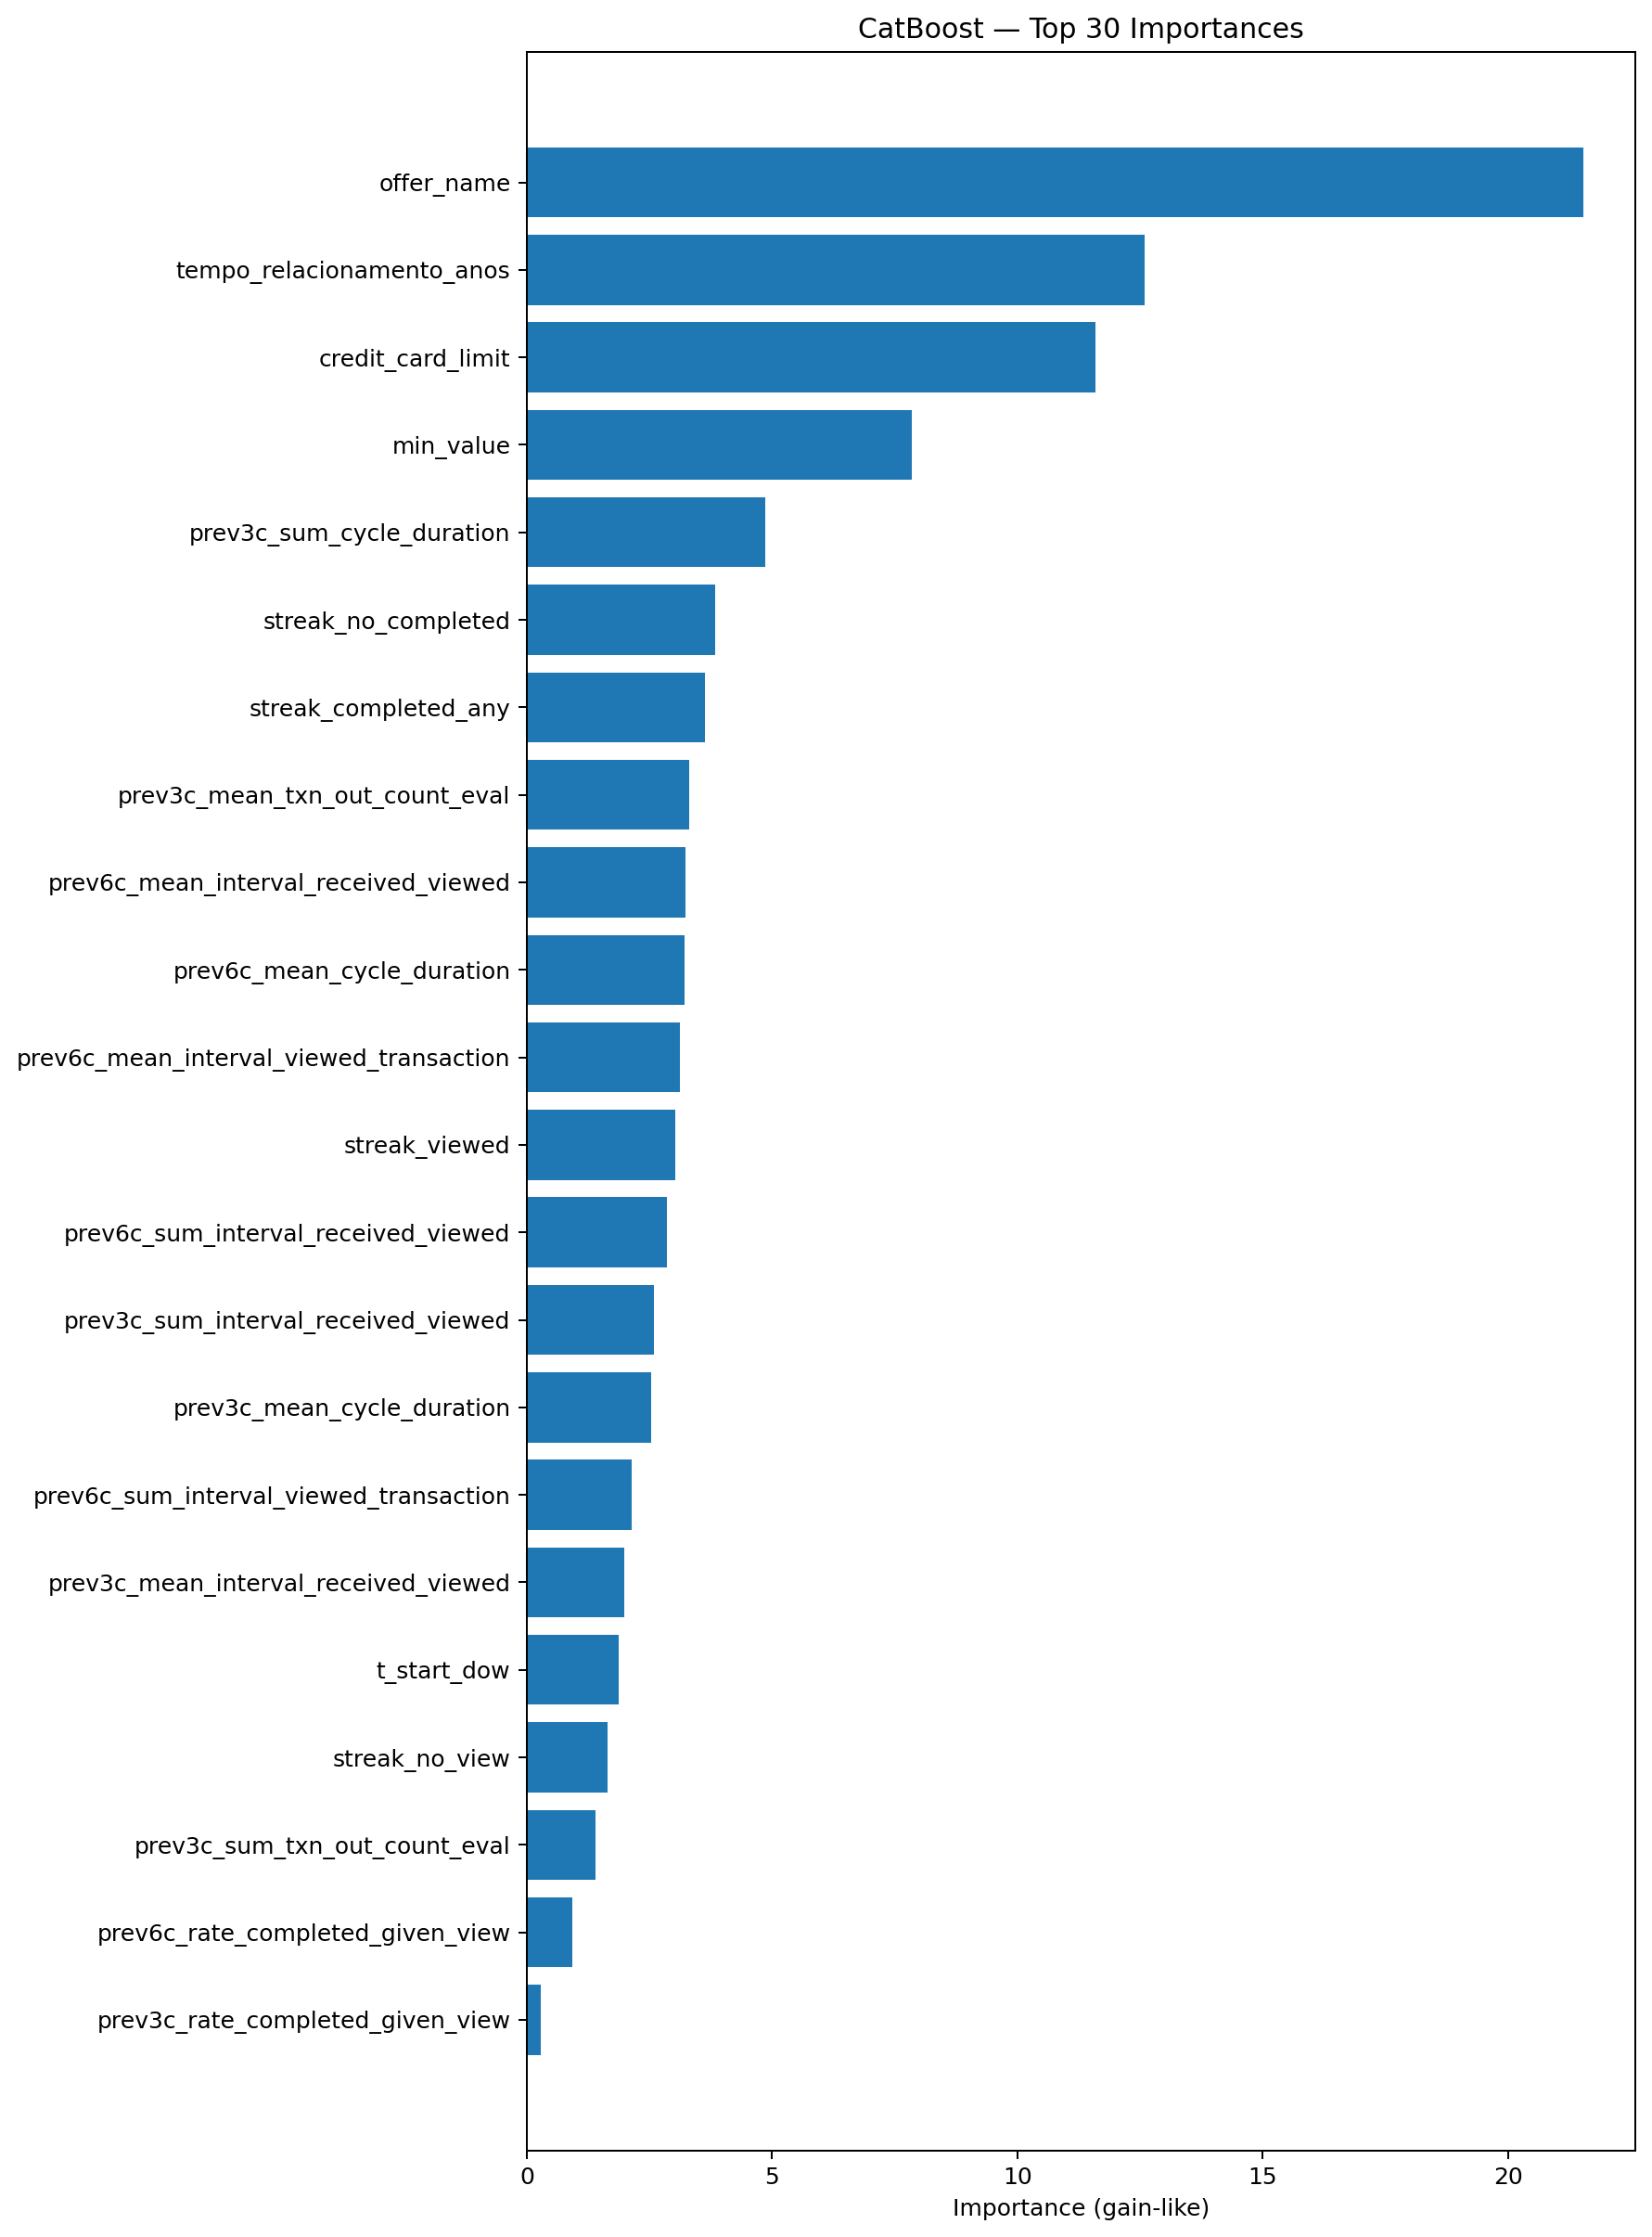 CatBoost — Top 30 Importances
offer_name
tempo_relacionamento_anos
credit_card_limit
min_value
prev3c_sum_cycle_duration
streak_no_completed
streak_completed_any
prev3c_mean_txn_out_count_eval
prev6c_mean_interval_received_viewed
prev6c_mean_cycle_duration
prev6c_mean_interval_viewed_transaction
streak_viewed
prev6c_sum_interval_received_viewed
prev3c_sum_interval_received_viewed
prev3c_mean_cycle_duration
prev6c_sum_interval_viewed_transaction
prev3c_mean_interval_received_viewed
t_start_dow
streak_no_view
prev3c_sum_txn_out_count_eval
prev6c_rate_completed_given_view
prev3c_rate_completed_given_view
0 5 10 15 20
Importance (gain-like)